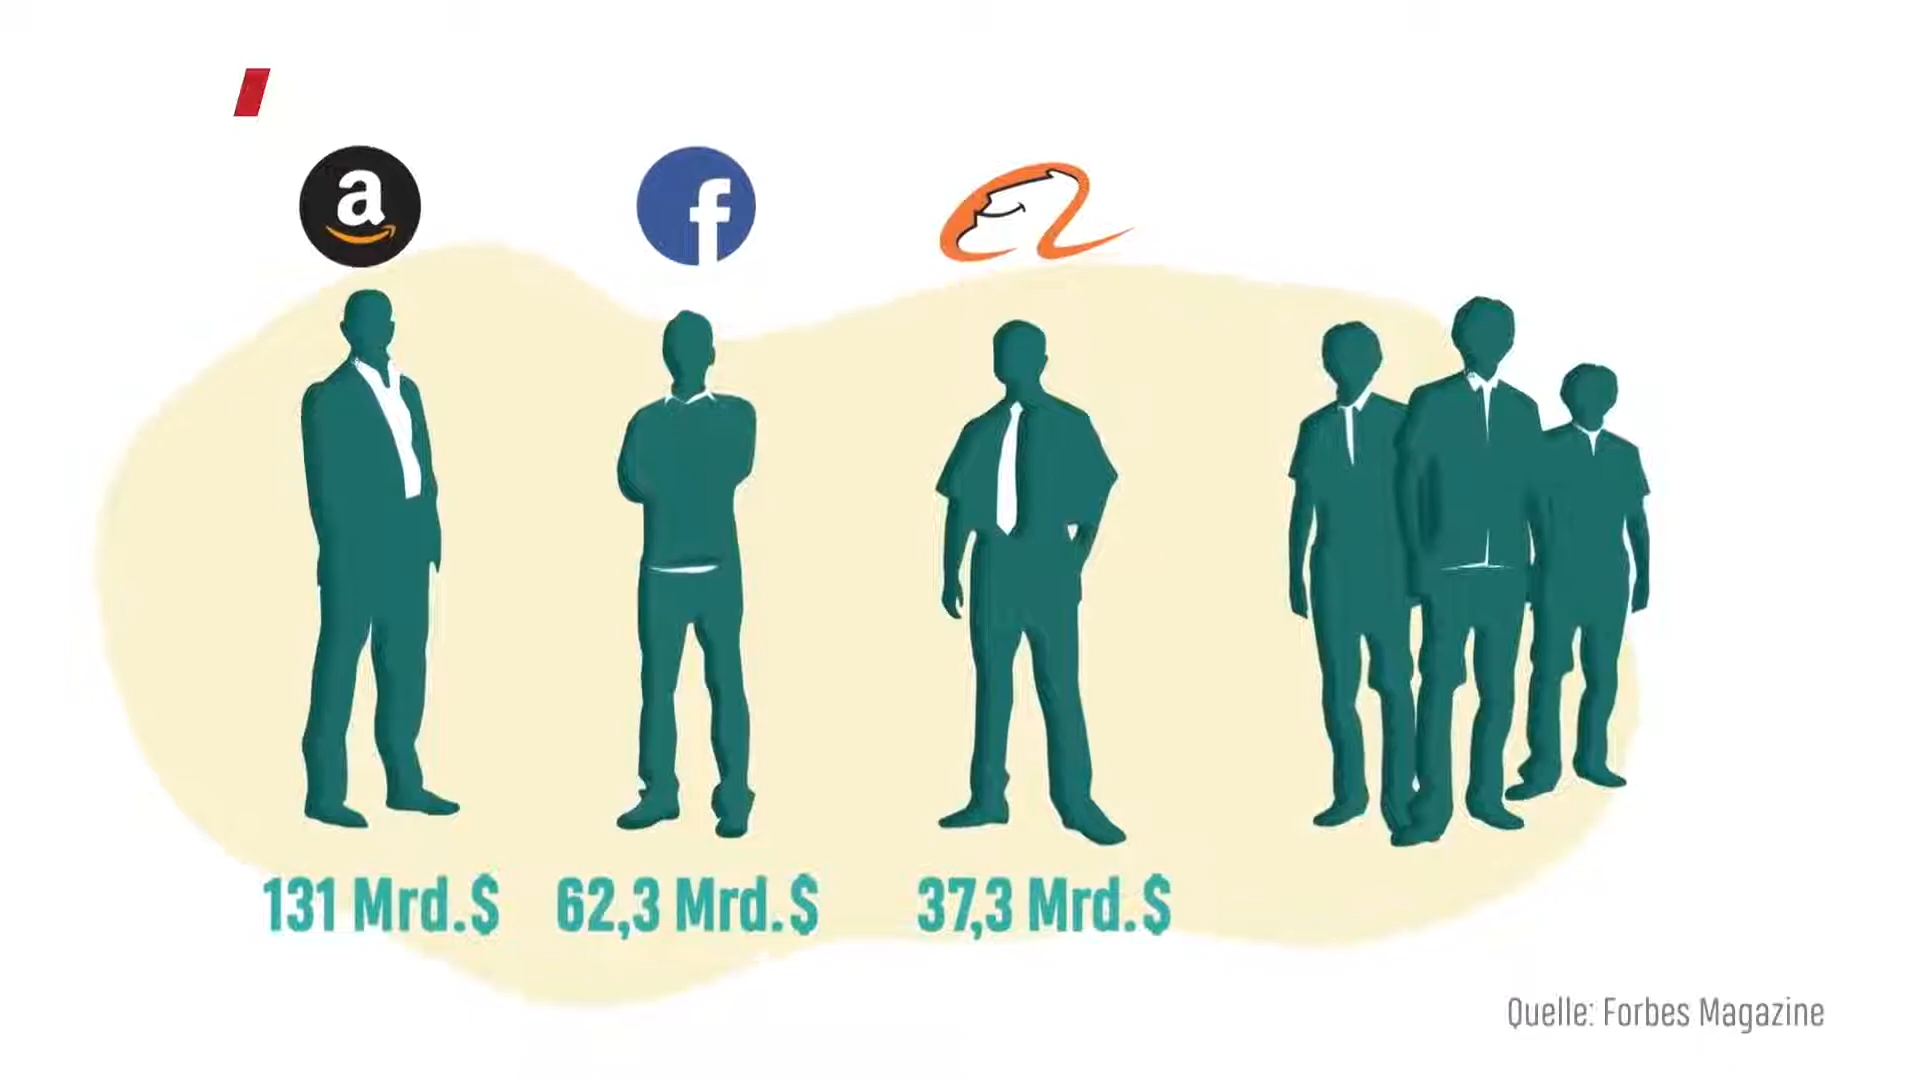 a
f
131 Mrd.$
62,3 Mrd.$
37,3 Mrd.$
Quelle: Forbes Magazine